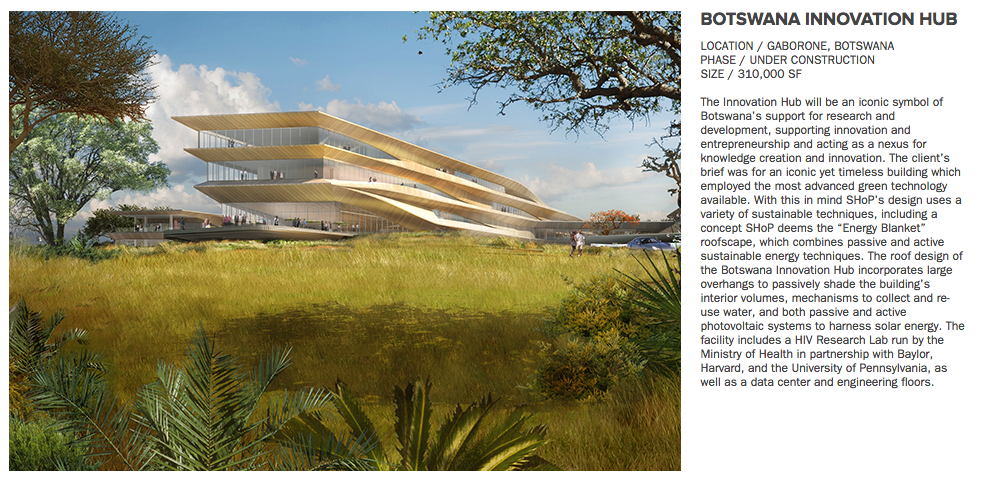 BOTSWANA INNOVATION HUB
LOCATION / GABORONE, BOTSWANA
PHASE / UNDER CONSTRUCTION
SIZE / 310,000 SF
The Innovation Hub will be an iconic symbol of
Botswana's support for research and
development, supporting innovation and
entrepreneurship and acting as a nexus for
knowledge creation and innovation. The client's
brief was for an iconic yet timeless building which
employed the most advanced green technology
available. With this in mind SHoP's design uses a
variety of sustainable techniques, including a
concept SHoP deems the “Energy Blanket”
roofscape, which combines passive and active
sustainable energy techniques. The roof design of
the Botswana Innovation Hub incorporates large
overhangs to passively shade the building's
interior volumes, mechanisms to collect and re-
use water, and both passive and active
photovoltaic systems to harness solar energy. The
facility includes a HIV Research Lab run by the
Ministry of Health in partnership with Baylor,
Harvard, and the University of Pennsylvania, as
well as a data center and engineering floors.